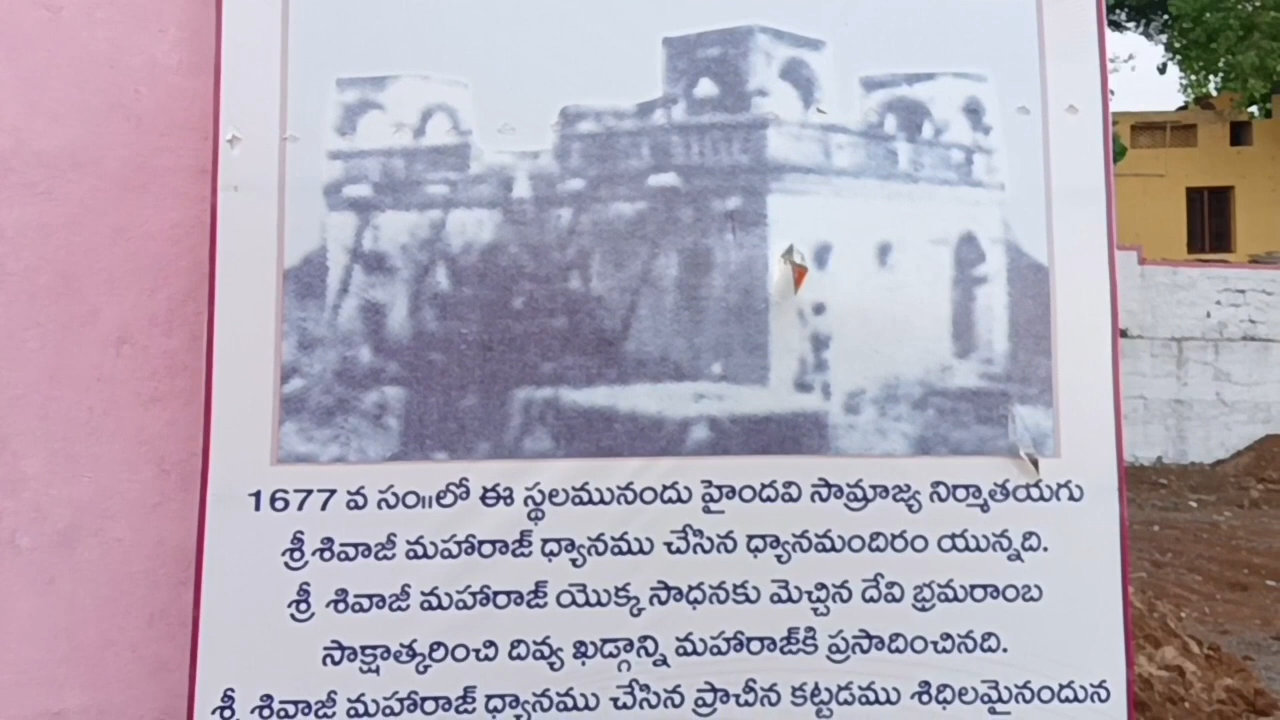 1677 వ సం॥లో ఈ స్థలమునందు హైందవి సామ్రాజ్య నిర్మాతయగు
శ్రీ శివాజీ మహారాజ్ ధ్యానము చేసిన ధ్యానమందిరం యున్నది.
శ్రీ శివాజీ మహారాజ్ యొక్క సాధనకు మెచ్చిన దేవి భ్రమరాంబ
సాక్షాత్కరించి దివ్య ఖడ్గాన్ని మహారాజ్‌కి ప్రసాదించినది.
శ్రీ శివాజీ మహారాజ్ ధ్యానము చేసిన ప్రాచీన కట్టడము శిధిలమైనందున